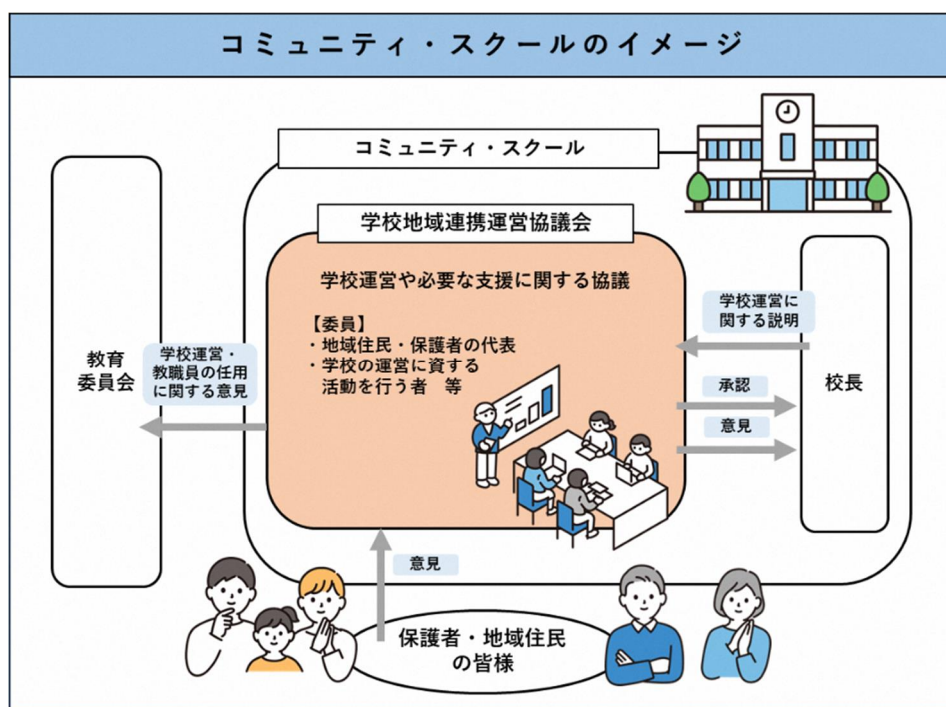 コミュニティ・スクールのイメージ
コミュニティ・スクール
学校地域連携運営協議会
学校運営や必要な支援に関する協議
【委員】
・地域住民・保護者の代表
・学校の運営に資する
活動を行う者　等
教育
委員会
学校運営・
教職員の任用
に関する意見
学校運営に
関する説明
承認
意見
校長
意見
保護者・地域住民
の皆様